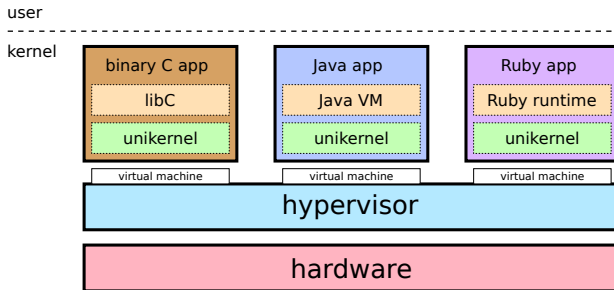 user
kernel
binary C app
Java app
Ruby app
libC
Java VM
Ruby runtime
unikernel
unikernel
unikernel
virtual machine
virtual machine
virtual machine
hypervisor
hardware